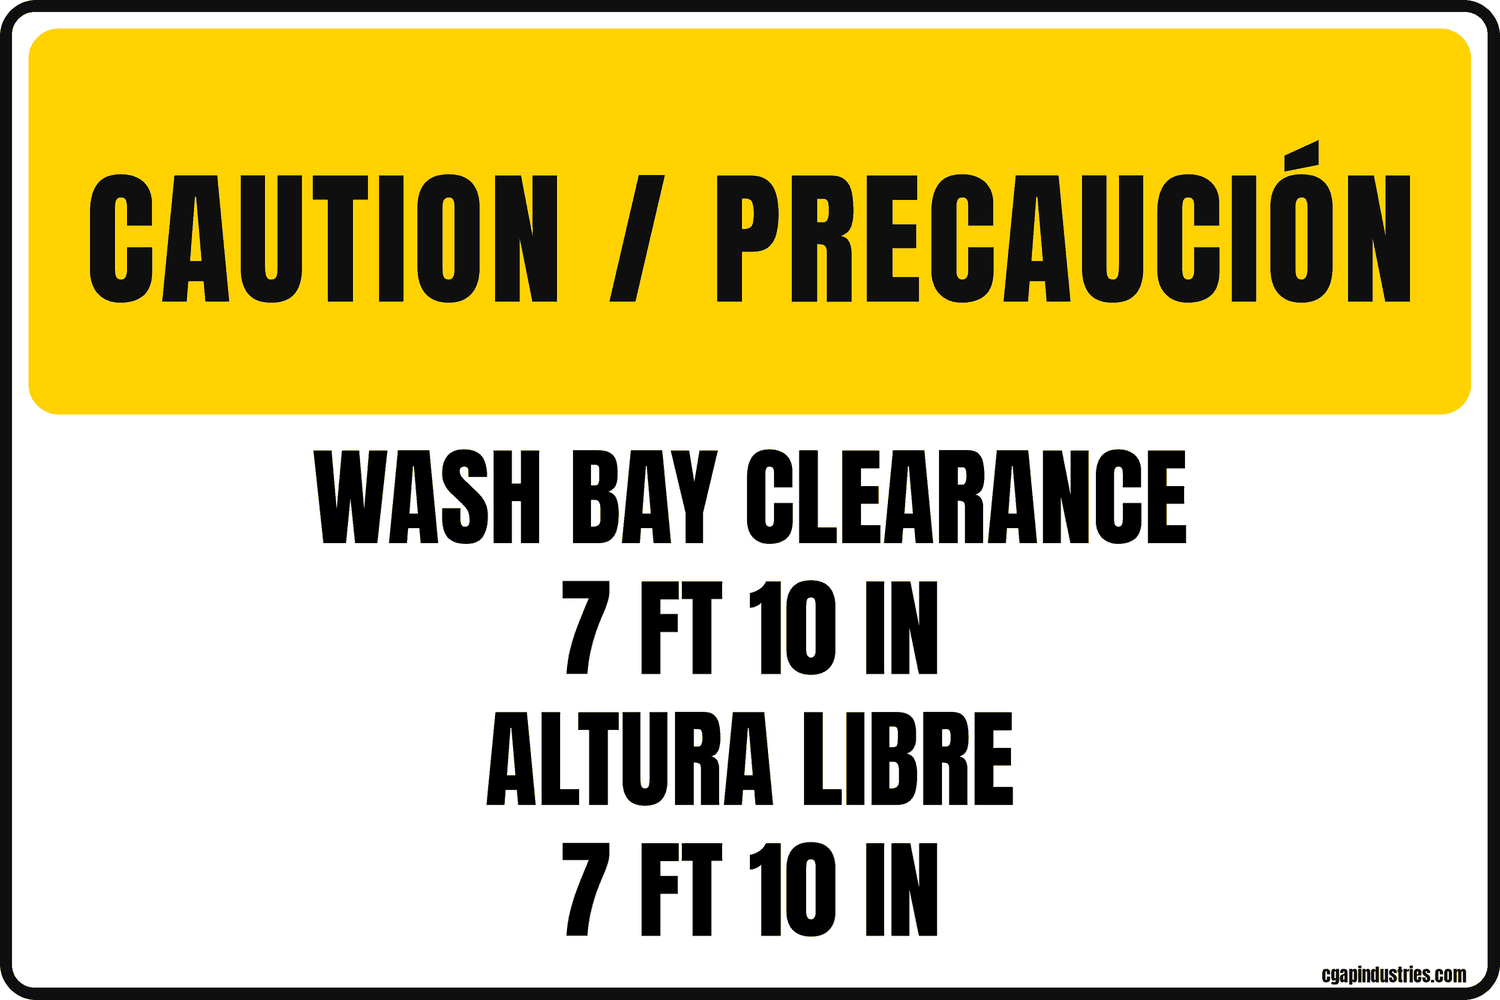 CAUTION / PRECAUCIÓN
WASH BAY CLEARANCE
7 FT 10 IN
ALTURA LIBRE
7 FT 10 IN
cgapindustries.com